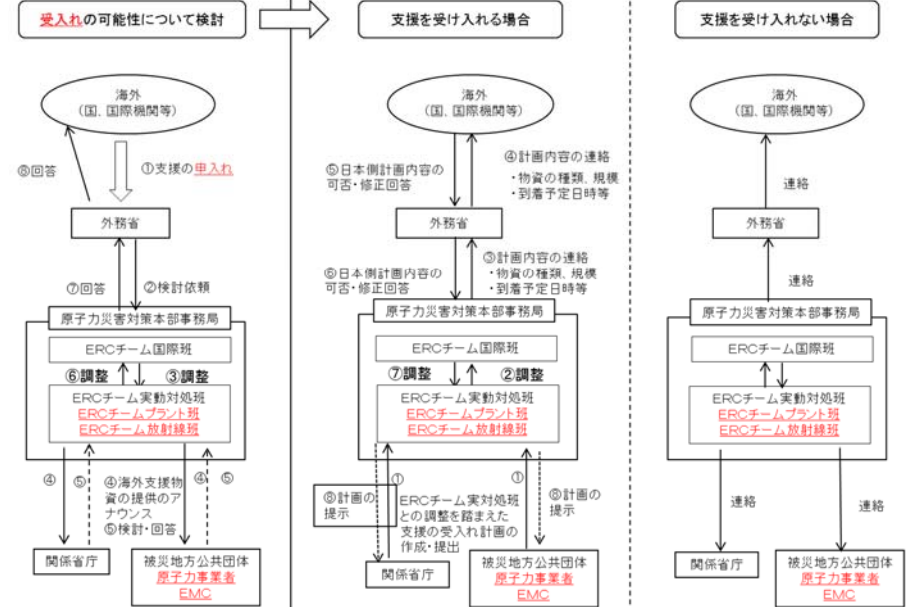 受入れの可能性について検討
海外
(国、国際機関等)
⑧回答
①支援の申入れ
外務省
⑦回答
②検討依頼
原子力災害対策本部事務局
ERCチーム国際班
⑥調整
③調整
ERCチーム実動対処班
ERCチームプラント班
ERCチーム放射線班
④
⑤
④海外支援物
資の提供のア
ナウンス
⑤検討・回答
④
⑤
関係省庁
被災地方公共団体
原子力事業者
EMC
支援を受け入れる場合
海外
(国、国際機関等)
⑤日本側計画内容の
可否・修正回答
④計画内容の連絡
・物資の種類、規模
・到着予定日時等
外務省
⑥日本側計画内容の
可否・修正回答
③計画内容の連絡
・物資の種類、規模
・到着予定日時等
原子力災害対策本部事務局
ERCチーム国際班
⑦調整
②調整
ERCチーム実動対処班
ERCチームプラント班
ERCチーム放射線班
①
①
⑧計画の
提示
ERCチーム実対処班
との調整を踏まえた
支援の受入れ計画の
作成・提出
⑧計画の
提示
関係省庁
被災地方公共団体
原子力事業者
EMC
支援を受け入れない場合
海外
(国、国際機関等)
連絡
外務省
連絡
原子力災害対策本部事務局
ERCチーム国際班
ERCチーム実動対処班
ERCチームプラント班
ERCチーム放射線班
連絡
連絡
関係省庁
被災地方公共団体
原子力事業者
EMC